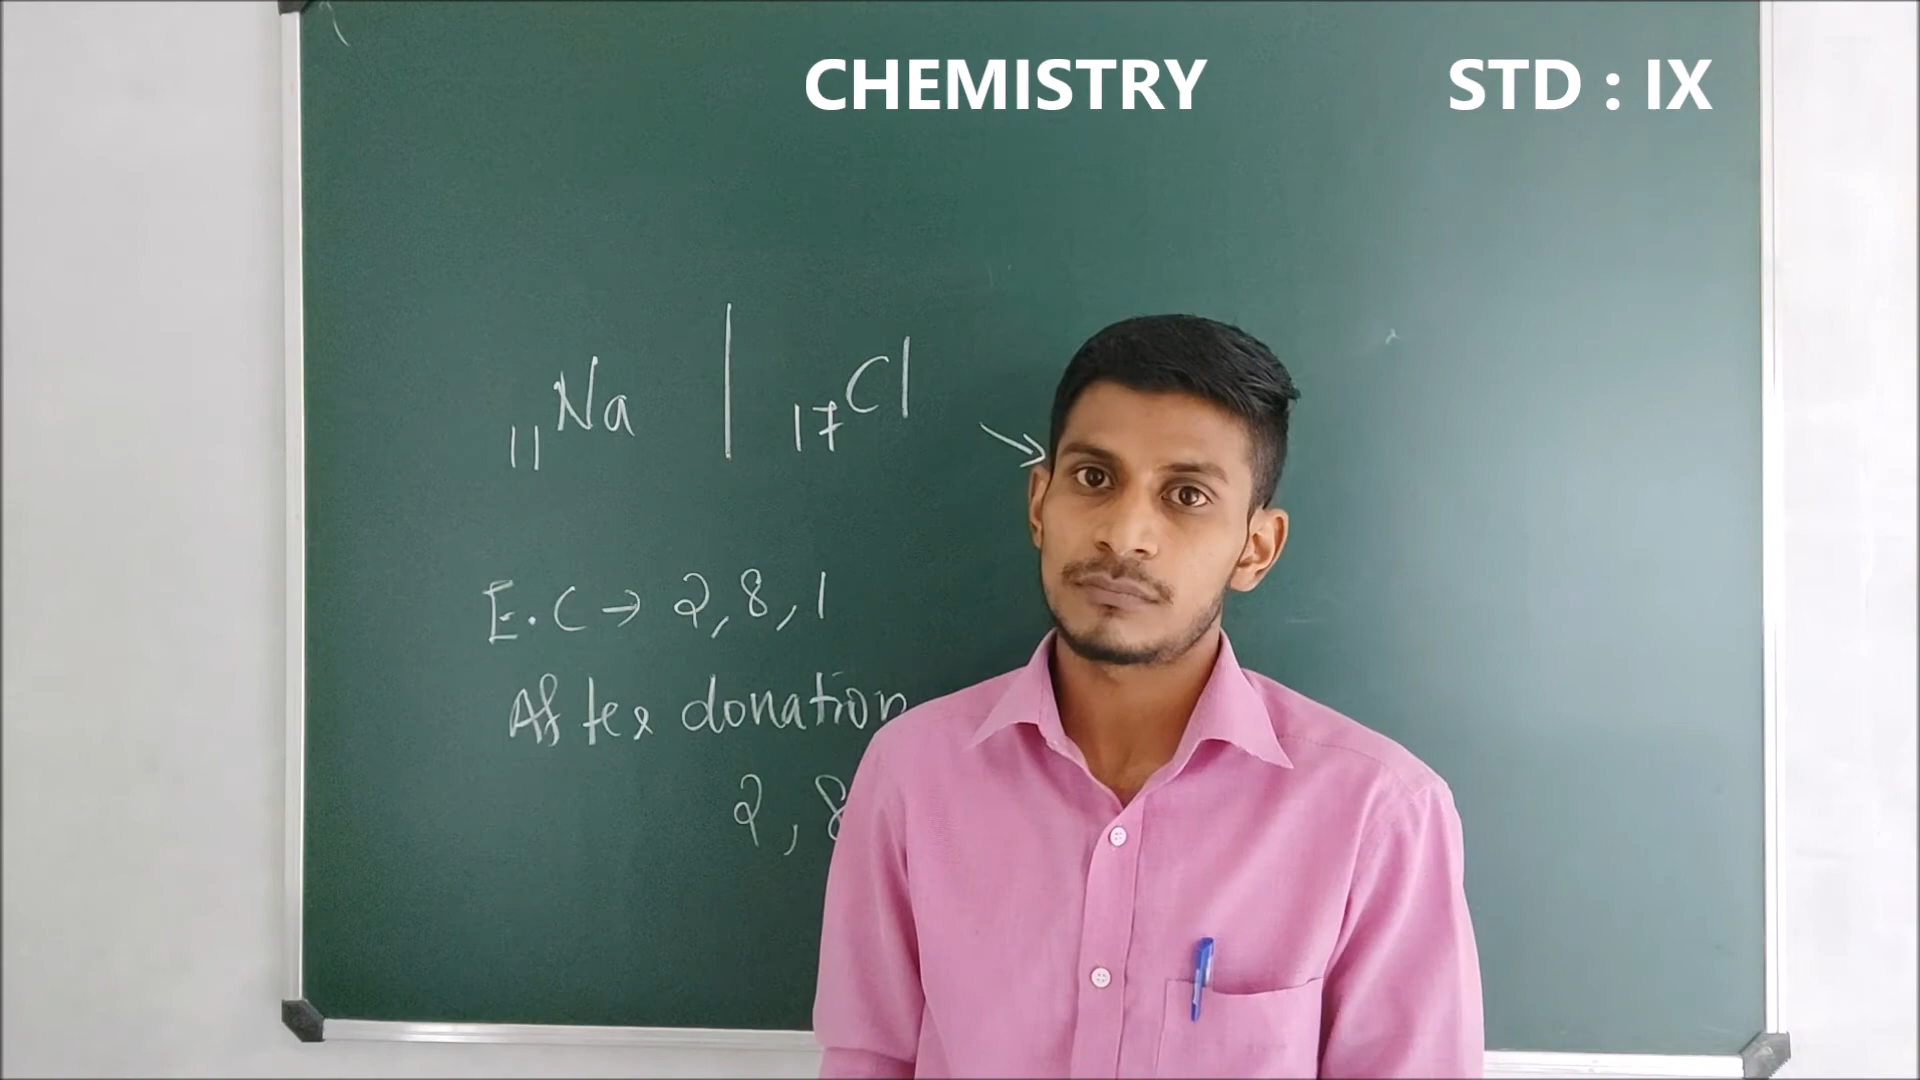 CHEMISTRY STD : IX
11Na | 17Cl →
E.C → 2, 8, 1
After donation
2, 8